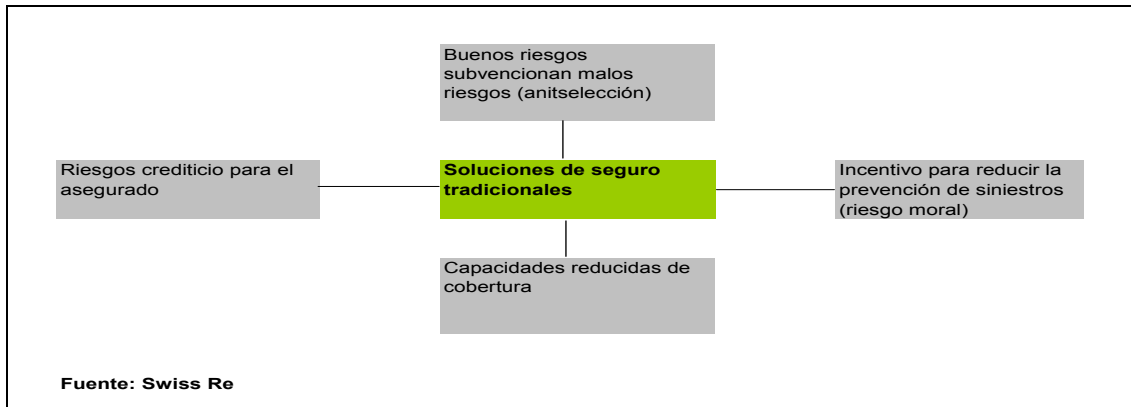 Buenos riesgos
subvencionan malos
riesgos (anitselección)
Riesgos crediticio para el
asegurado
Soluciones de seguro
tradicionales
Incentivo para reducir la
prevención de siniestros
(riesgo moral)
Capacidades reducidas de
cobertura
Fuente: Swiss Re